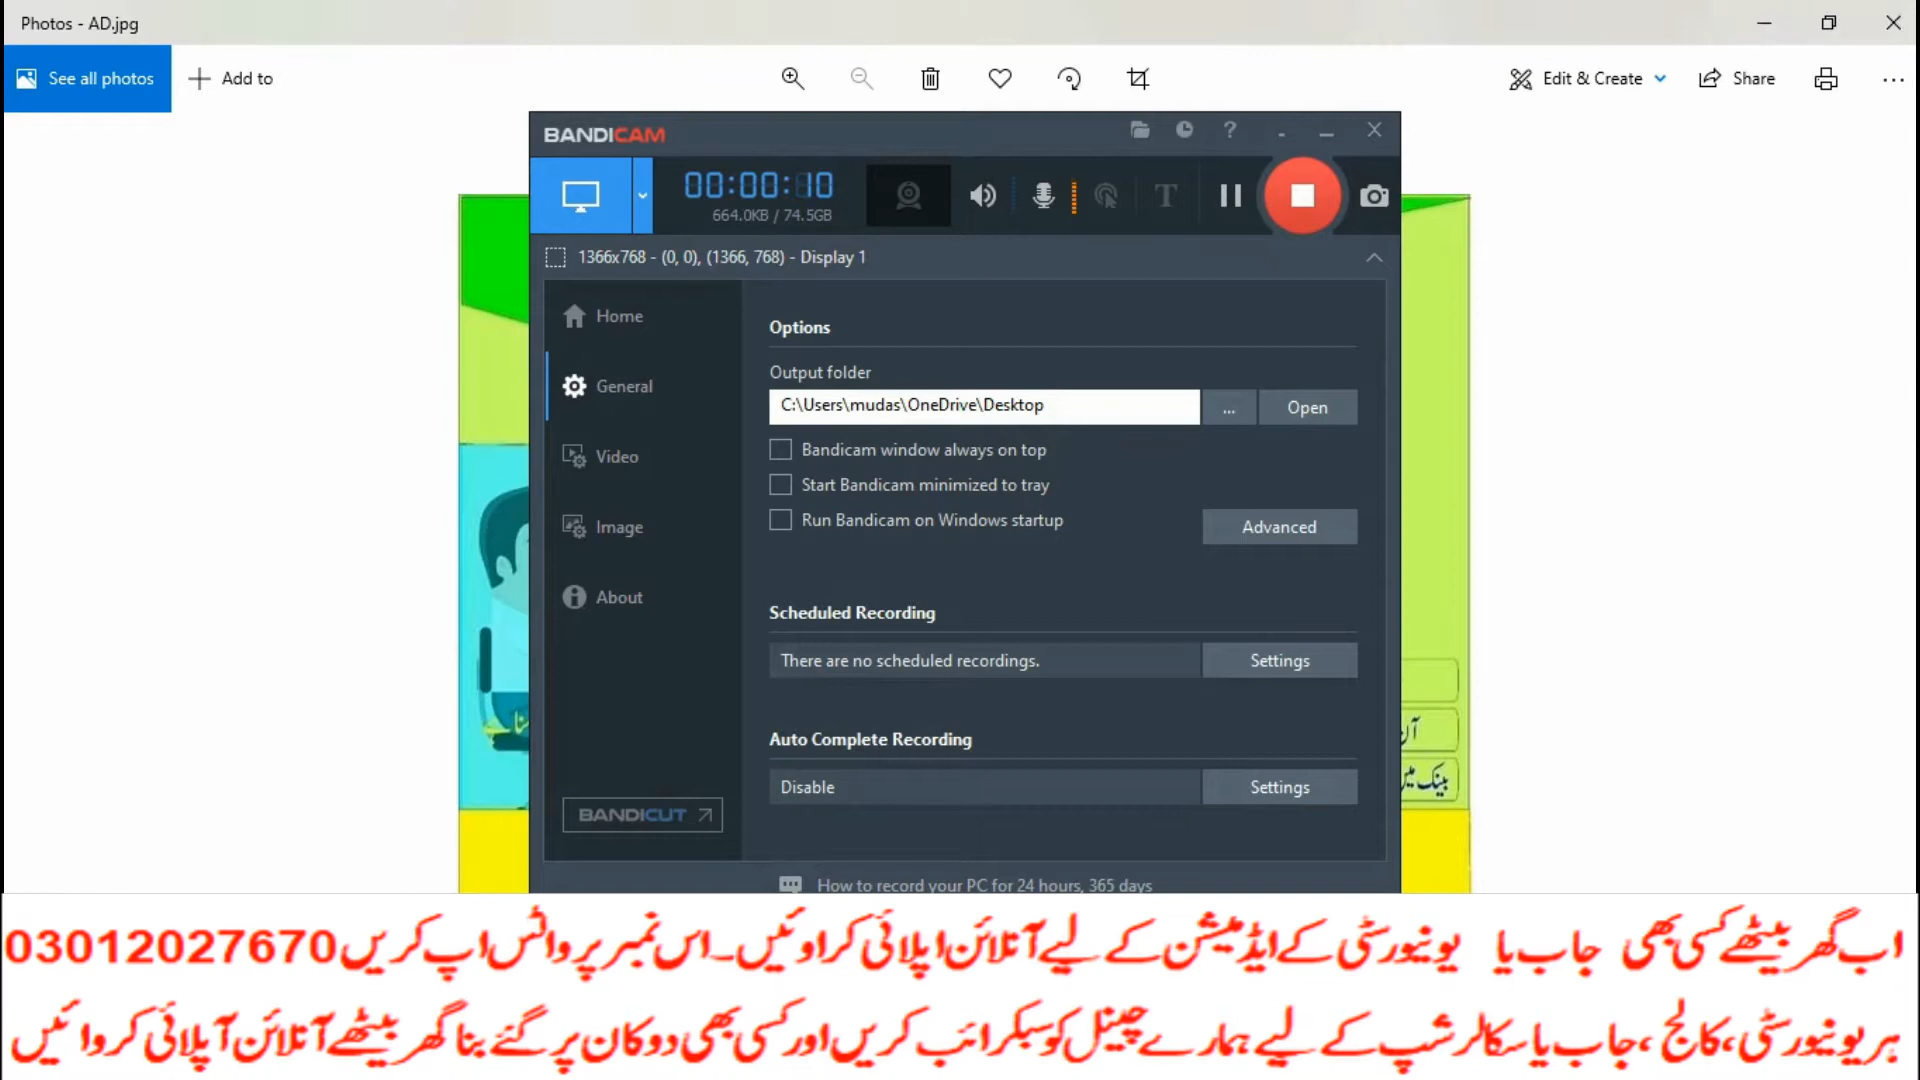 Photos - AD.jpg
See all photos
Add to
Edit & Create
Share
BANDICAM
00:00:10
664.0KB / 74.5GB
T
1366x768 - (0, 0), (1366, 768) - Display 1
Home
General
Video
Image
About
BANDICUT
Options
Output folder
C:\Users\mudas\OneDrive\Desktop
...
Open
Bandicam window always on top
Start Bandicam minimized to tray
Run Bandicam on Windows startup
Advanced
Scheduled Recording
There are no scheduled recordings.
Settings
Auto Complete Recording
Disable
Settings
How to record your PC for 24 hours, 365 days
آن
بینک میں
اب گھر بیٹھے کسی بھی جاب یا یونیورسٹی کے ایڈمیشن کے لیے آنلائن اپلائی کراوئیں۔اس نمبر پر واٹس اپ کریں 03012027670
ہر یونیورسٹی، کالج ،جاب یا سکالرشپ کے لیے ہمارے چینل کو سبکرائب کریں اور کسی بھی دوکان پر گئے بنا گھر بیٹھے آنلائن آپلائی کروائیں